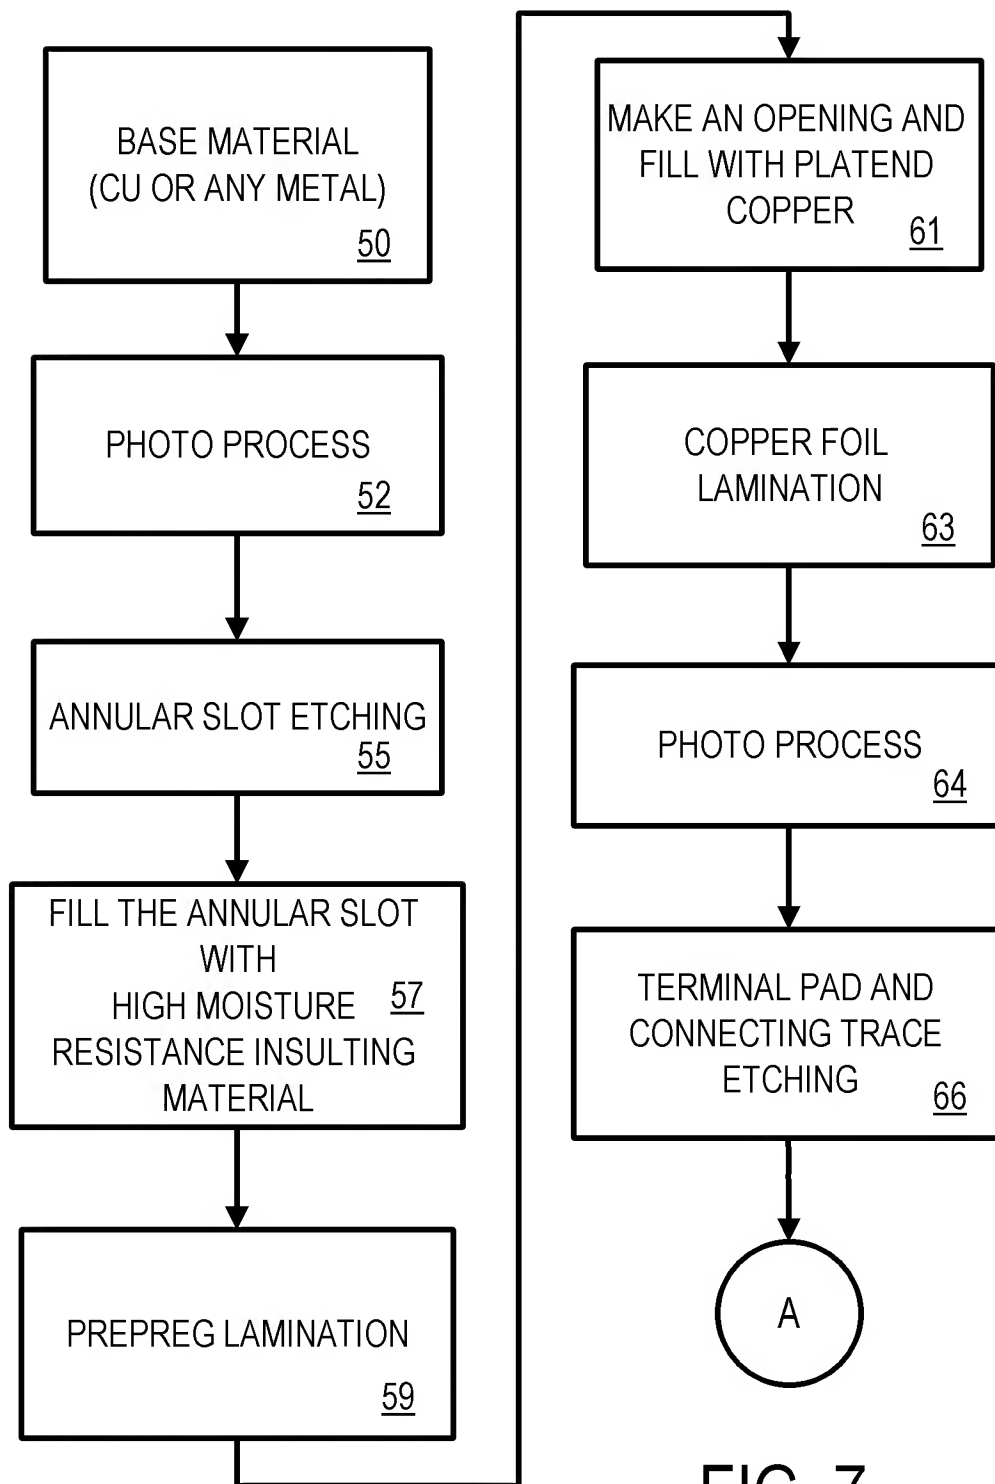 BASE MATERIAL
(CU OR ANY METAL)
50
PHOTO PROCESS
52
ANNULAR SLOT ETCHING
55
FILL THE ANNULAR SLOT
WITH
HIGH MOISTURE
57
RESISTANCE INSULTING
MATERIAL
PREPREG LAMINATION
59
MAKE AN OPENING AND
FILL WITH PLATEND
COPPER
61
COPPER FOIL
LAMINATION
63
PHOTO PROCESS
64
TERMINAL PAD AND
CONNECTING TRACE
ETCHING
66
A
FIG. 7